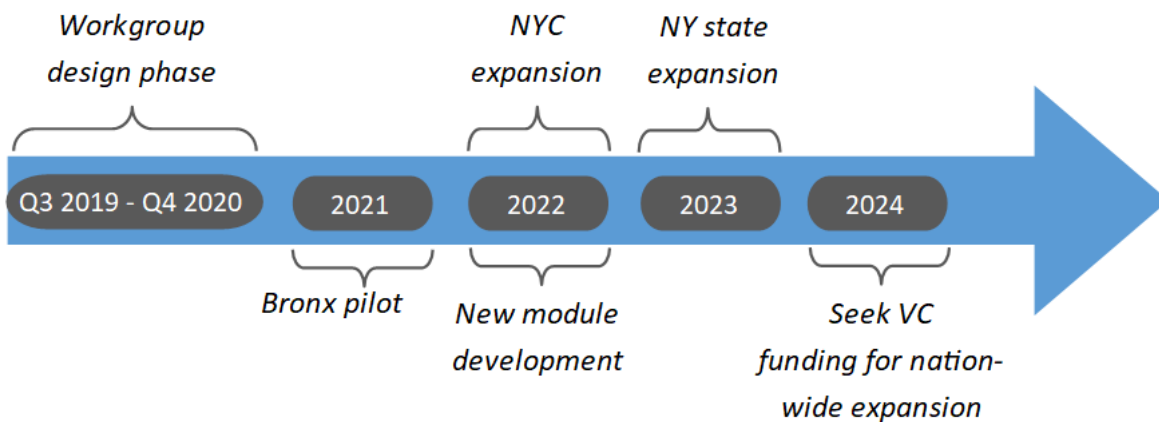 Workgroup
design phase
NYC
expansion
NY state
expansion
Q3 2019 - Q4 2020
2021
2022
2023
2024
Bronx pilot
New module
development
Seek VC
funding for nation-
wide expansion